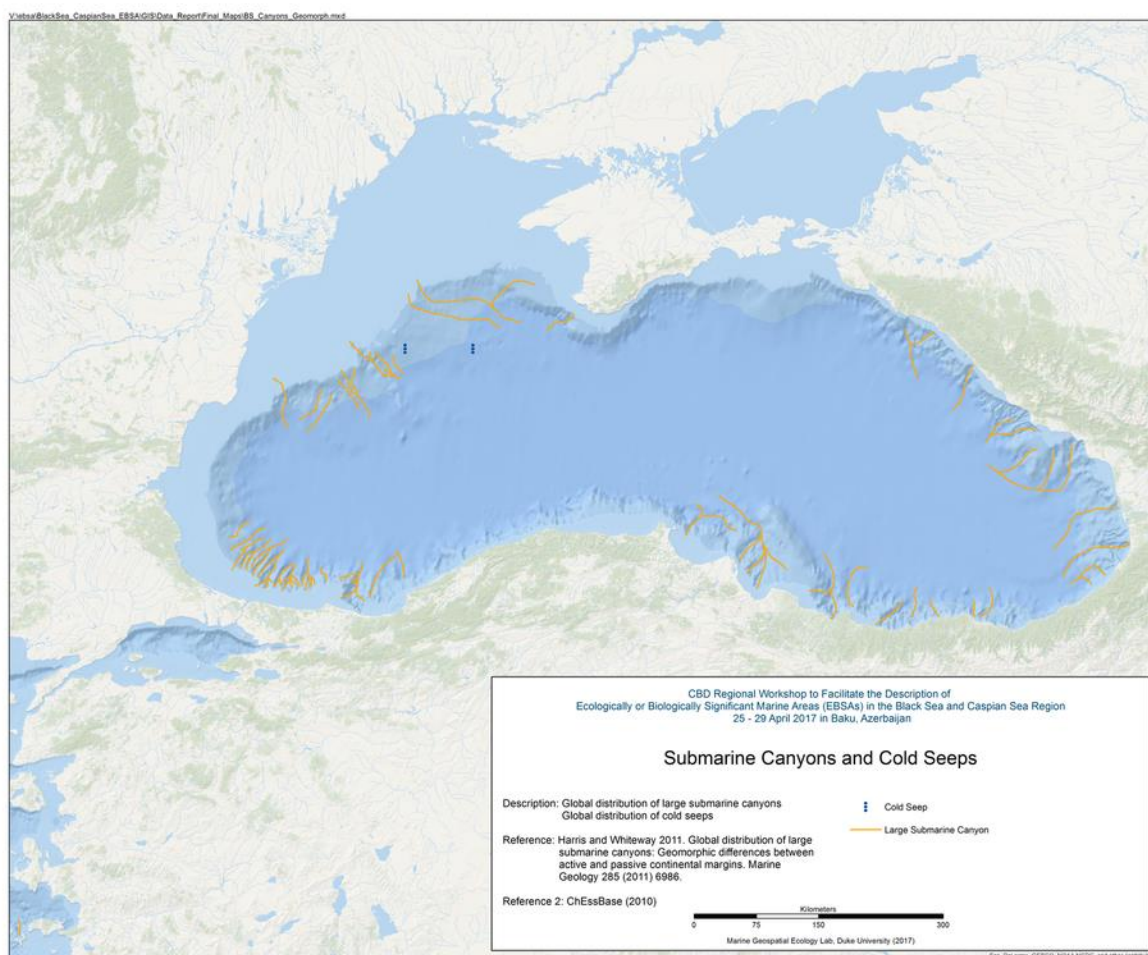 V:\ebsa\BlackSea_CaspianSea_EBSA\GIS\Data_Report\Final_Maps\BS_Canyons_Geomorph.mxd
CBD Regional Workshop to Facilitate the Description of
Ecologically or Biologically Significant Marine Areas (EBSAs) in the Black Sea and Caspian Sea Region
25 - 29 April 2017 in Baku, Azerbaijan
Submarine Canyons and Cold Seeps
Description: Global distribution of large submarine canyons
Global distribution of cold seeps
Reference: Harris and Whiteway 2011. Global distribution of large
submarine canyons: Geomorphic differences between
active and passive continental margins. Marine
Geology 285 (2011) 6986.
Reference 2: ChEssBase (2010)
Cold Seep
Large Submarine Canyon
Kilometers
0 75 150 300
Marine Geospatial Ecology Lab, Duke University (2017)